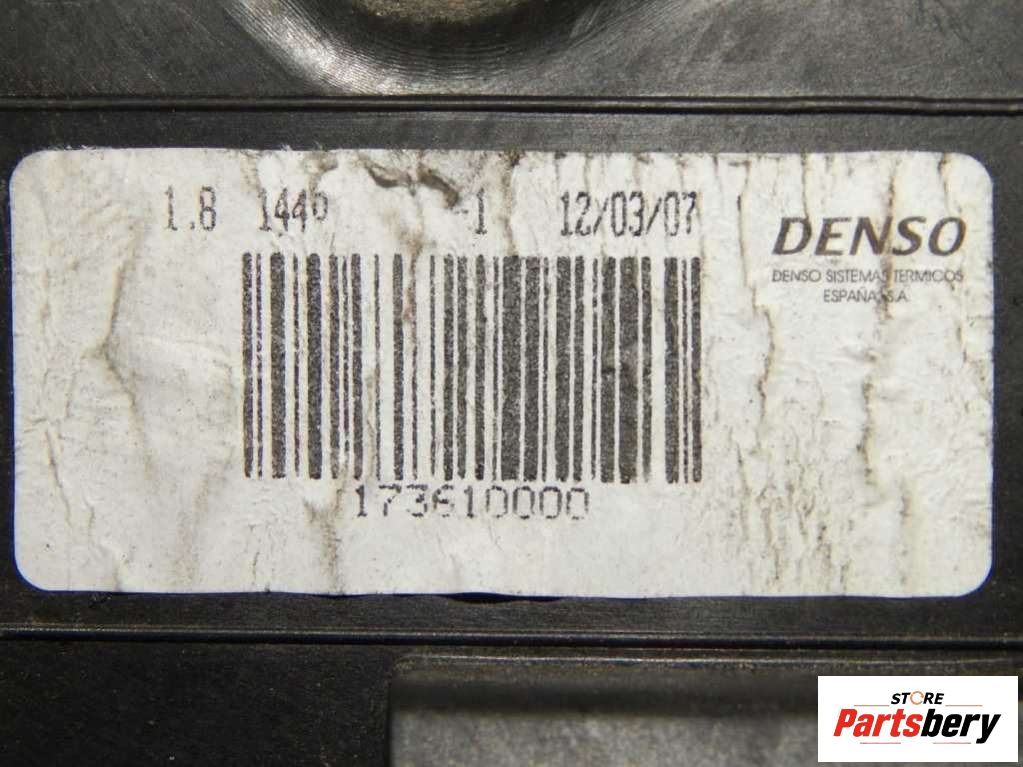 1.8 1440 -1 12/03/07
DENSO
DENSO SISTEMAS TERMICOS
ESPAÑA, S.A.
173610000
STORE
Partsbery